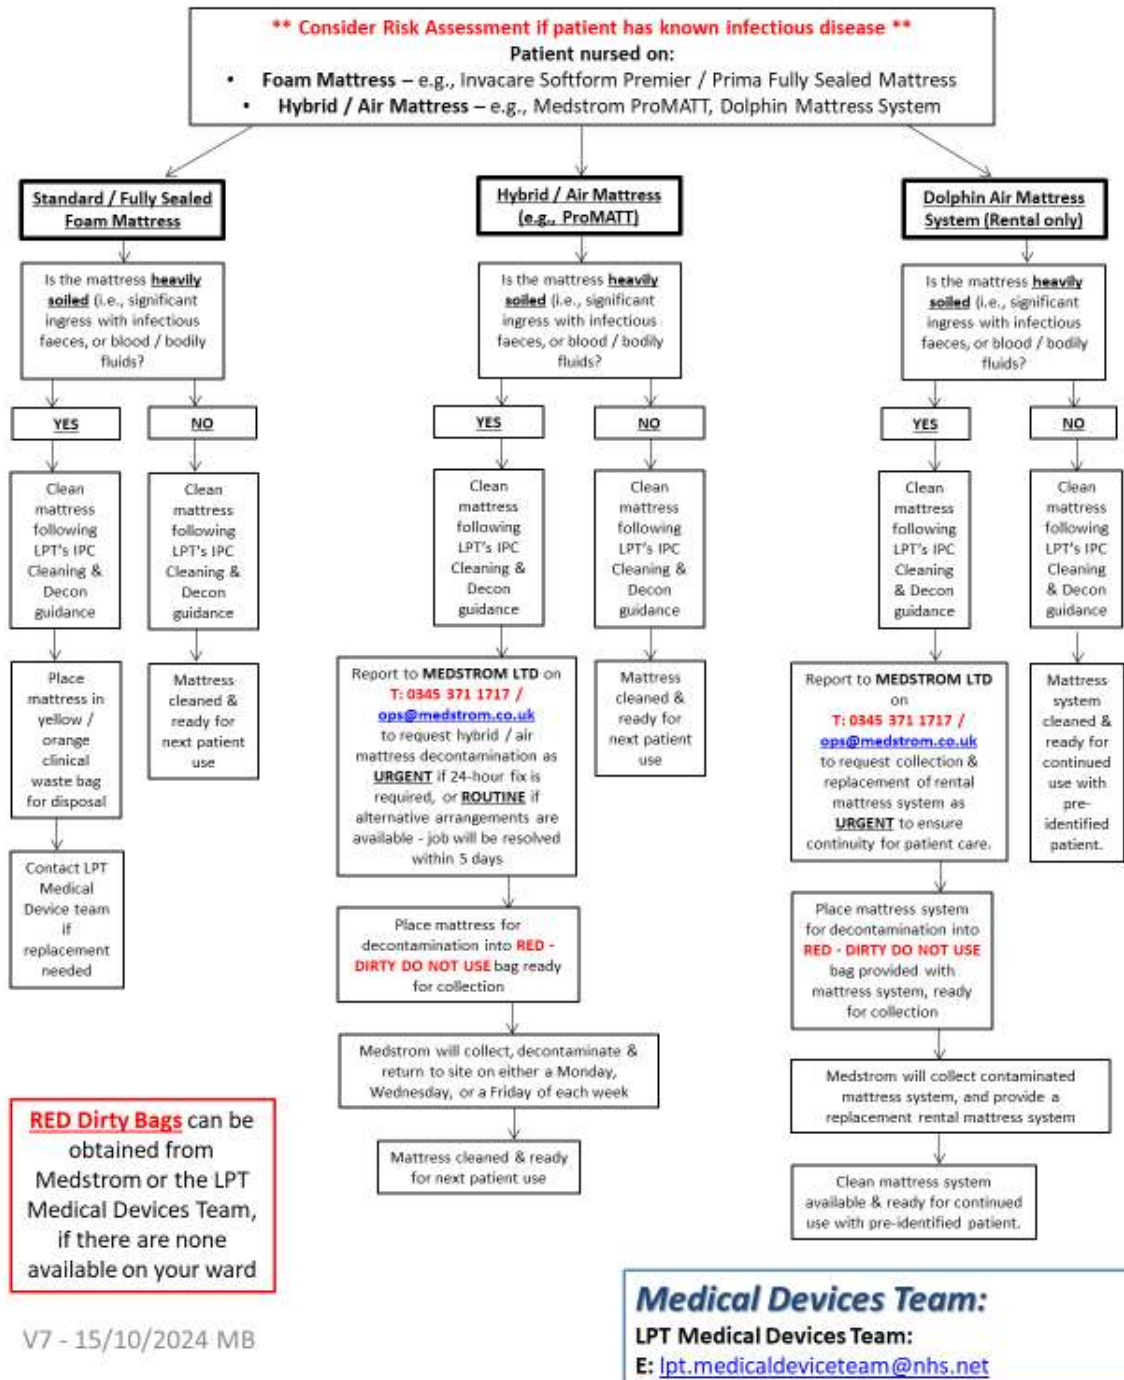 ** Consider Risk Assessment if patient has known infectious disease **
Patient nursed on:
• Foam Mattress – e.g., Invacare Softform Premier / Prima Fully Sealed Mattress
• Hybrid / Air Mattress – e.g., Medstrom ProMATT, Dolphin Mattress System
Standard / Fully Sealed
Foam Mattress
Is the mattress heavily
soiled (i.e., significant
ingress with infectious
faeces, or blood / bodily
fluids?
YES
Clean
mattress
following
LPT's IPC
Cleaning &
Decon
guidance
Place
mattress in
yellow /
orange
clinical
waste bag
for disposal
Contact LPT
Medical
Device team
if
replacement
needed
NO
Clean
mattress
following
LPT's IPC
Cleaning &
Decon
guidance
Mattress
cleaned &
ready for
next patient
use
Hybrid / Air Mattress
(e.g., ProMATT)
Is the mattress heavily
soiled (i.e., significant
ingress with infectious
faeces, or blood / bodily
fluids?
YES
Clean
mattress
following
LPT's IPC
Cleaning &
Decon
guidance
Report to MEDSTROM LTD on
T: 0345 371 1717 /
ops@medstrom.co.uk
to request hybrid / air
mattress decontamination as
URGENT if 24-hour fix is
required, or ROUTINE if
alternative arrangements are
available - job will be resolved
within 5 days
Place mattress for
decontamination into RED -
DIRTY DO NOT USE bag ready
for collection
Medstrom will collect, decontaminate &
return to site on either a Monday,
Wednesday, or a Friday of each week
Mattress cleaned & ready
for next patient use
NO
Clean
mattress
following
LPT's IPC
Cleaning &
Decon
guidance
Mattress
cleaned &
ready for
next patient
use
Dolphin Air Mattress
System (Rental only)
Is the mattress heavily
soiled (i.e., significant
ingress with infectious
faeces, or blood / bodily
fluids?
YES
Clean
mattress
following
LPT's IPC
Cleaning
& Decon
guidance
Report to MEDSTROM LTD
on
T: 0345 371 1717 /
ops@medstrom.co.uk
to request collection &
replacement of rental
mattress system as
URGENT to ensure
continuity for patient care.
Place mattress system
for decontamination into
RED - DIRTY DO NOT USE
bag provided with
mattress system, ready
for collection
Medstrom will collect contaminated
mattress system, and provide a
replacement rental mattress system
Clean mattress system
available & ready for continued
use with pre-identified patient.
NO
Clean
mattress
following
LPT's IPC
Cleaning
& Decon
guidance
Mattress
system
cleaned &
ready for
continued
use with
pre-
identified
patient.
RED Dirty Bags can be
obtained from
Medstrom or the LPT
Medical Devices Team,
if there are none
available on your ward
V7 - 15/10/2024 MB
Medical Devices Team:
LPT Medical Devices Team:
E: lpt.medicaldeviceteam@nhs.net